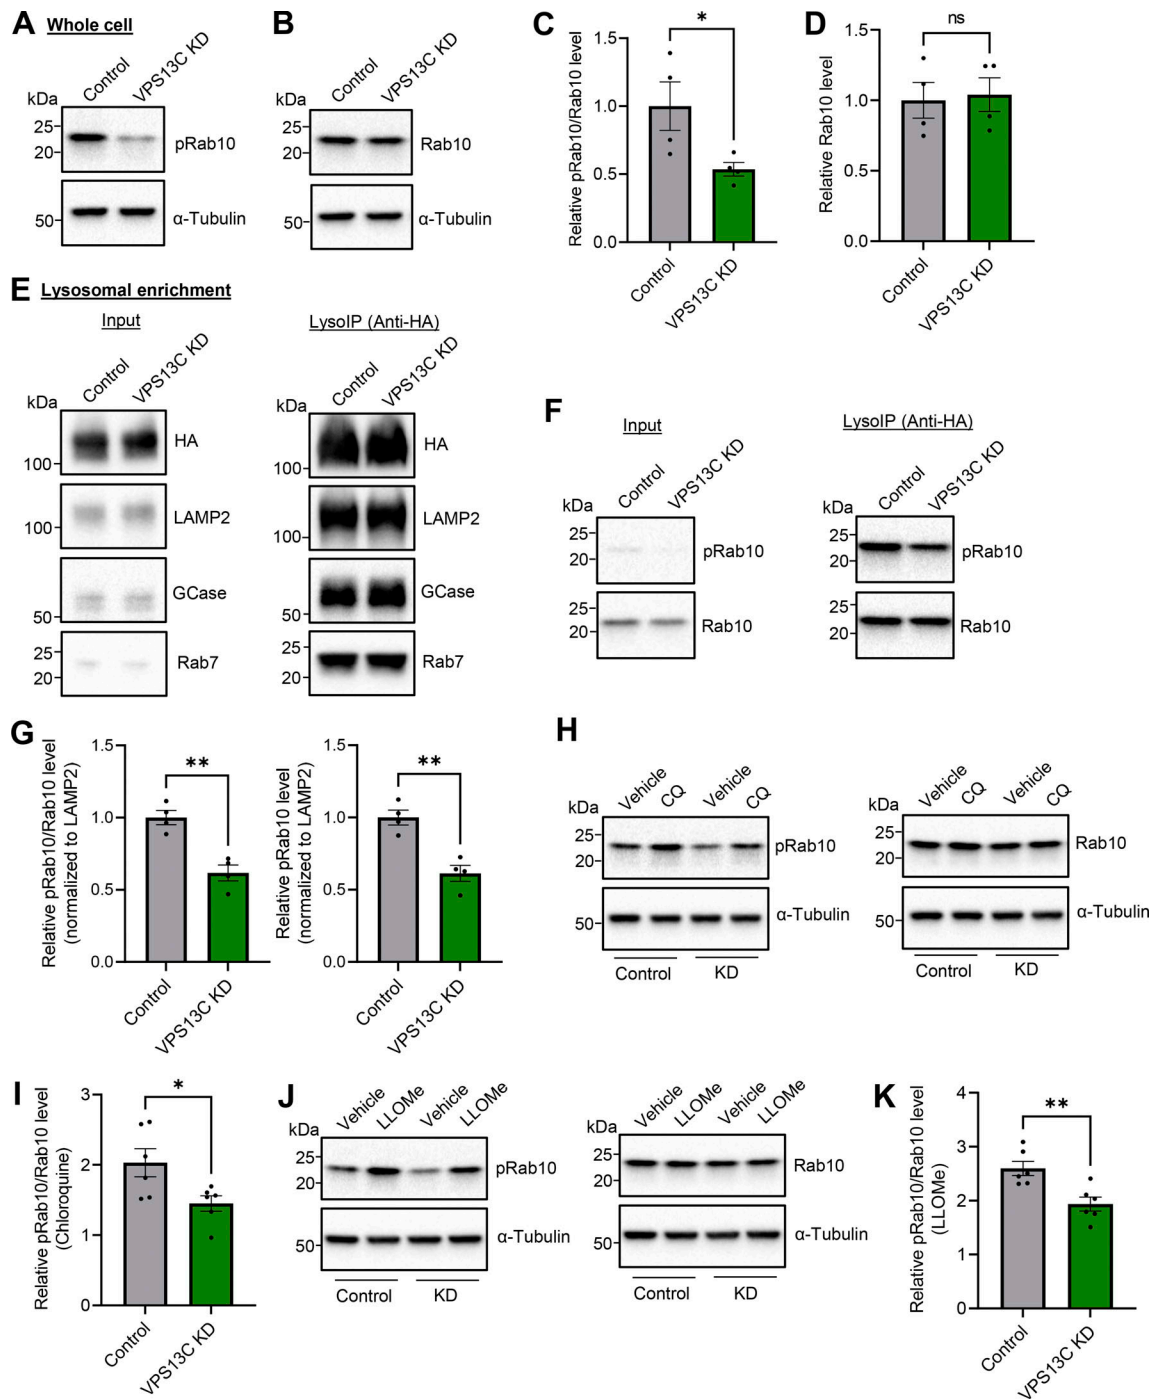 A Whole cell
Control
VPS13C KD
kDa
25
20
pRab10
50
α-Tubulin
B
Control
VPS13C KD
25
20
Rab10
50
α-Tubulin
C
Relative pRab10/Rab10 level
1.5
1.0
0.5
0.0
*
Control
VPS13C KD
D
Relative Rab10 level
1.5
1.0
0.5
0.0
ns
Control
VPS13C KD
E Lysosomal enrichment
Input
Control
VPS13C KD
kDa
HA
100
LAMP2
100
GCase
50
25
20
Rab7
LysoIP (Anti-HA)
Control
VPS13C KD
kDa
HA
100
LAMP2
100
GCase
50
25
20
Rab7
F
Input
Control
VPS13C KD
kDa
25
20
pRab10
25
20
Rab10
LysoIP (Anti-HA)
Control
VPS13C KD
kDa
25
20
pRab10
25
20
Rab10
G
Relative pRab10/Rab10 level
(normalized to LAMP2)
1.5
1.0
0.5
0.0
**
Control
VPS13C KD
Relative pRab10 level
(normalized to LAMP2)
1.5
1.0
0.5
0.0
**
Control
VPS13C KD
H
Vehicle
CQ
Vehicle
CQ
kDa
25
20
pRab10
50
α-Tubulin
Control
KD
Vehicle
CQ
Vehicle
CQ
kDa
25
20
Rab10
50
α-Tubulin
Control
KD
I
Relative pRab10/Rab10 level
(Chloroquine)
3
2
1
0
*
Control
VPS13C KD
J
Vehicle
LLOMe
Vehicle
LLOMe
kDa
25
20
pRab10
50
α-Tubulin
Control
KD
Vehicle
LLOMe
Vehicle
LLOMe
kDa
25
20
Rab10
50
α-Tubulin
Control
KD
K
Relative pRab10/Rab10 level
(LLOMe)
4
3
2
1
0
**
Control
VPS13C KD